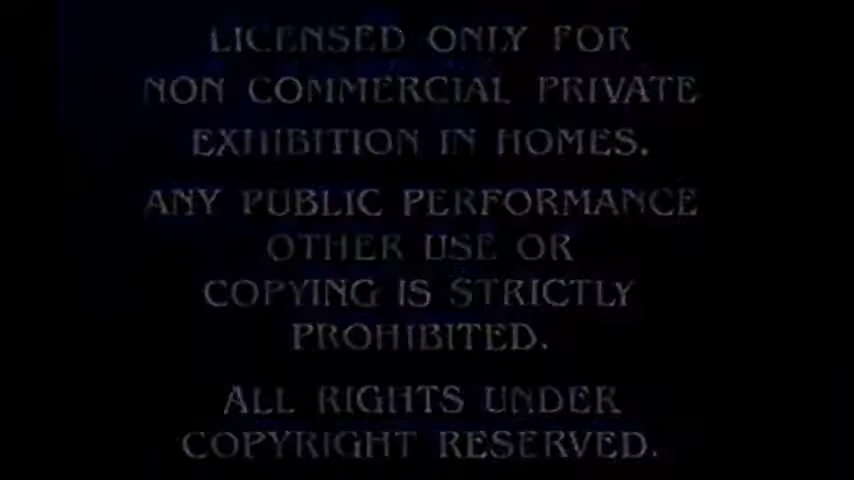 LICENSED ONLY FOR
NON COMMERCIAL PRIVATE
EXHIBITION IN HOMES.
ANY PUBLIC PERFORMANCE
OTHER USE OR
COPYING IS STRICTLY
PROHIBITED.
ALL RIGHTS UNDER
COPYRIGHT RESERVED.